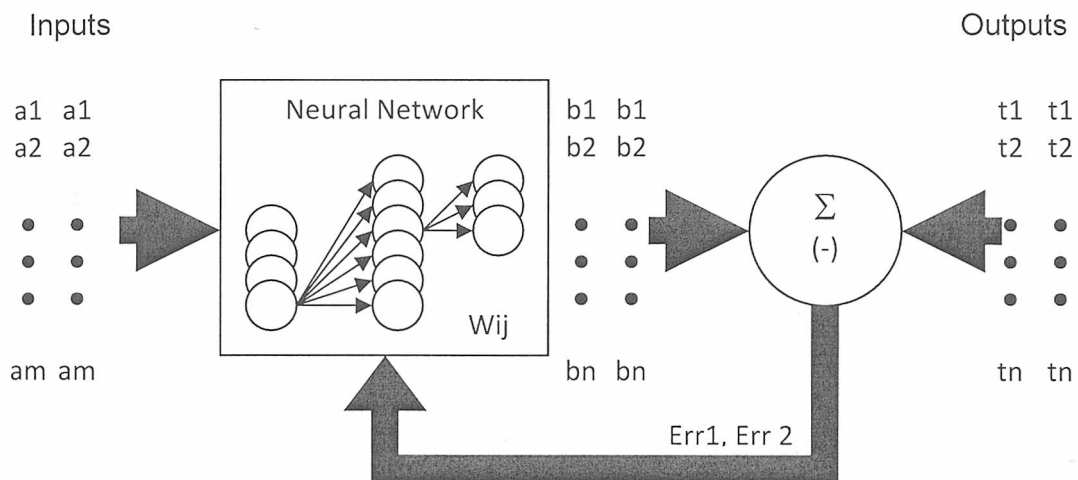 Inputs
Outputs
a1 a1
a2 a2
am am
Neural Network
Wij
b1 b1
b2 b2
bn bn
Σ
(-)
t1 t1
t2 t2
tn tn
Err1, Err 2